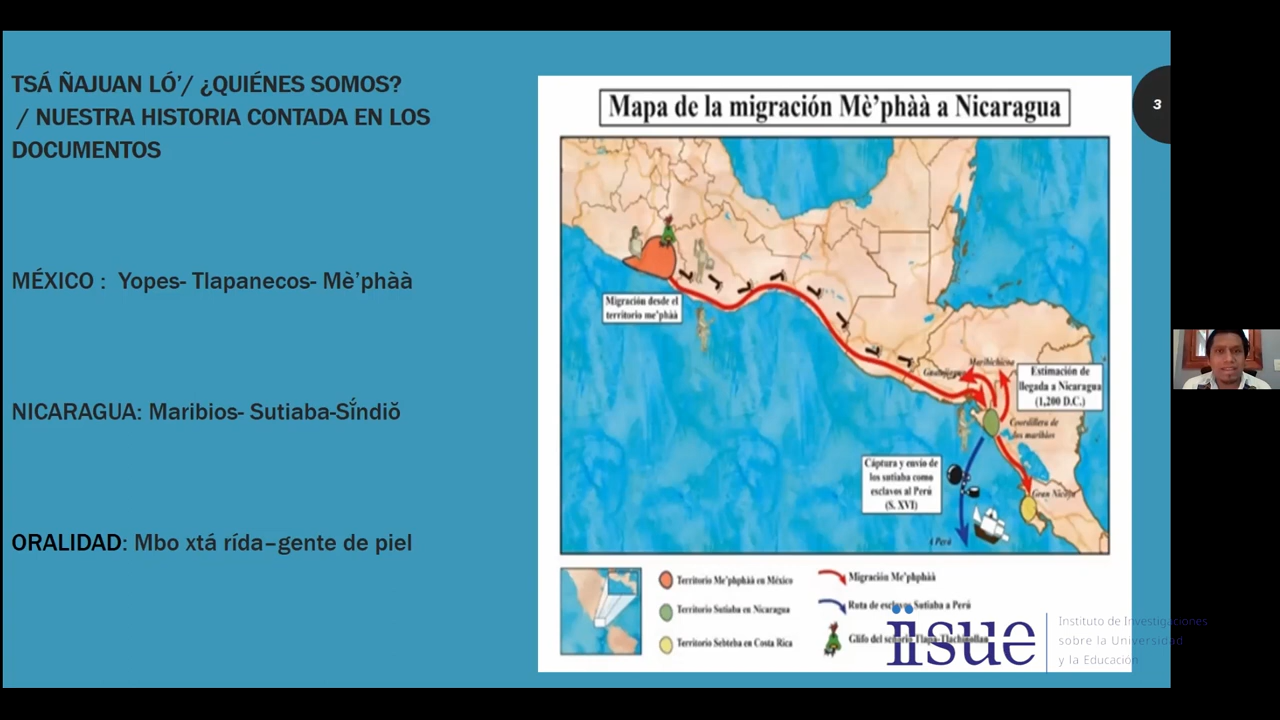 TSÁ ÑAJUAN LÓ’/ ¿QUIÉNES SOMOS?
/ NUESTRA HISTORIA CONTADA EN LOS
DOCUMENTOS
MÉXICO : Yopes- Tlapanecos- Mè’phàà
NICARAGUA: Maribios- Sutiaba-Sĺ̈ndiŏ
ORALIDAD: Mbo xtá rída–gente de piel
3
Mapa de la migración Mè’phàà a Nicaragua
Migración desde el
territorio me’phàà
Maribichicoa
Estimación de
llegada a Nicaragua
(1,200 D.C.)
Courdillera de
los maribios
Cáptura y envío de
los sutiaba como
esclavos al Perú
(S. XVI)
Gran Nicoya
A Perú
Territorio Me’phphàà en México
Territorio Sutiaba en Nicaragua
Territorio Sebteba en Costa Rica
Migración Me’phphàà
Ruta de esclavos Sutiaba a Perú
Glifo del señorío Tlapa-Tlachinollan
iisue
Instituto de Investigaciones
sobre la Universidad
y la Educación